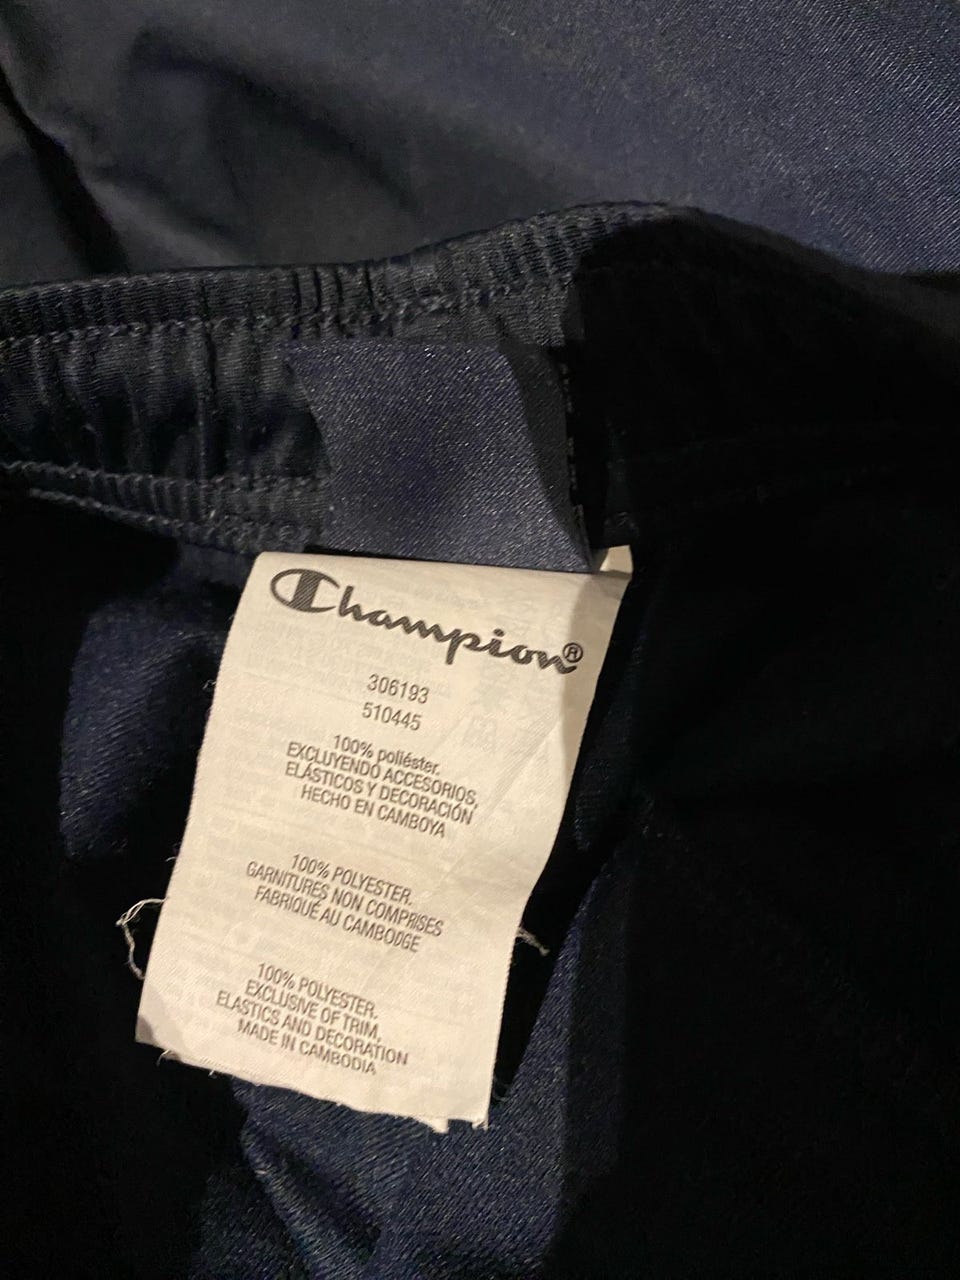 Champion®
306193
510445
100% poliéster.
EXCLUYENDO ACCESORIOS,
ELÁSTICOS Y DECORACIÓN
HECHO EN CAMBOYA
100% POLYESTER.
GARNITURES NON COMPRISES
FABRIQUÉ AU CAMBODGE
100% POLYESTER.
EXCLUSIVE OF TRIM,
ELASTICS AND DECORATION
MADE IN CAMBODIA